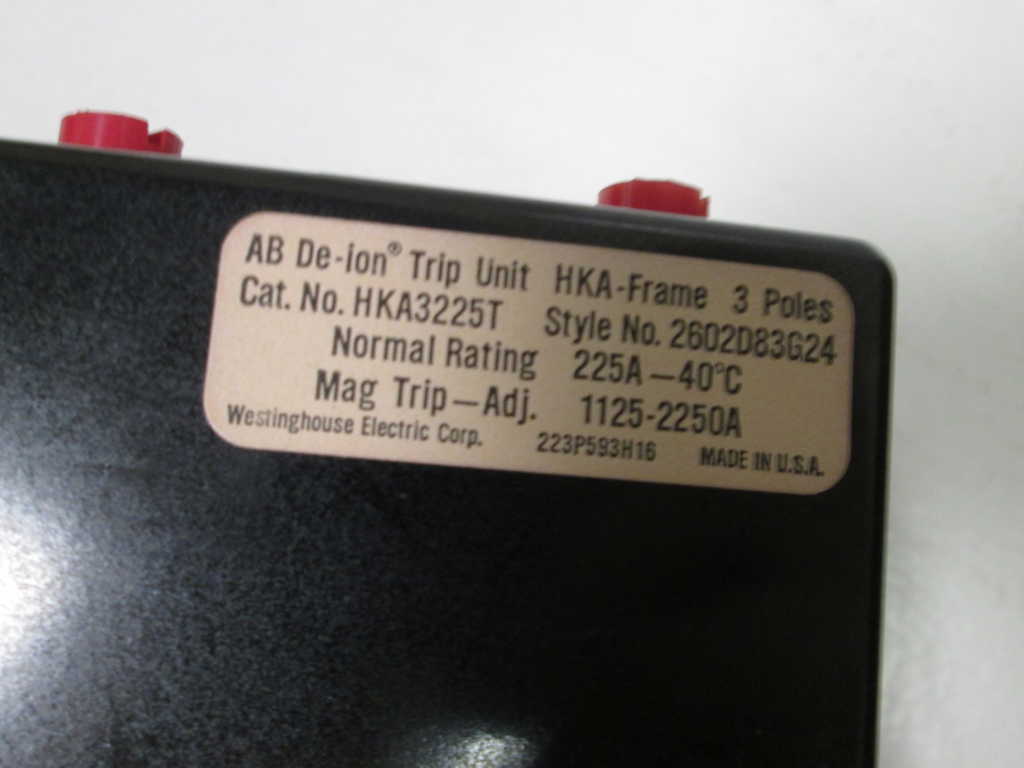 AB De-ion® Trip Unit HKA-Frame 3 Poles
Cat. No. HKA3225T Style No. 2602D83G24
Normal Rating 225A—40°C
Mag Trip—Adj. 1125-2250A
Westinghouse Electric Corp. 223P593H16 MADE IN U.S.A.